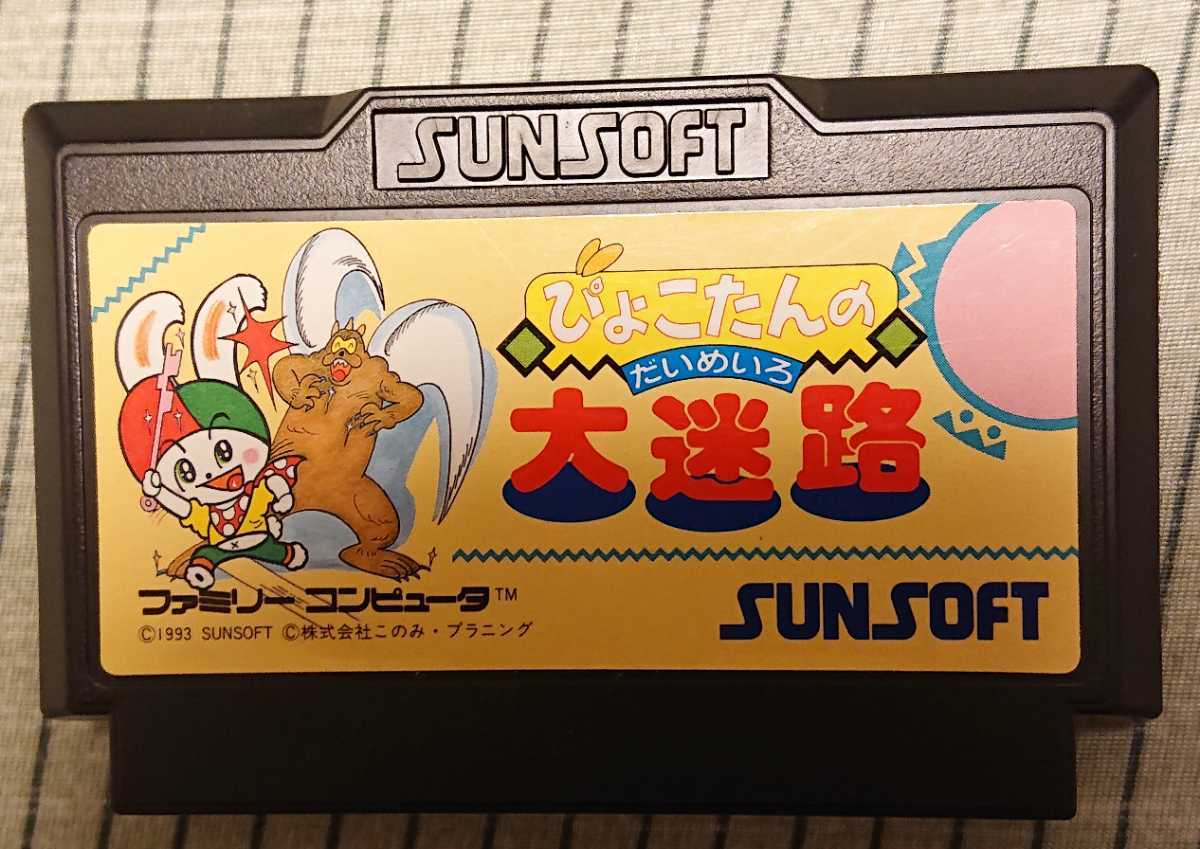 SUNSOFT
ぴょこたんの
だいめいろ
大迷路
ファミリー コンピュータ™
SUNSOFT
©1993 SUNSOFT ©株式会社このみ・プラニング